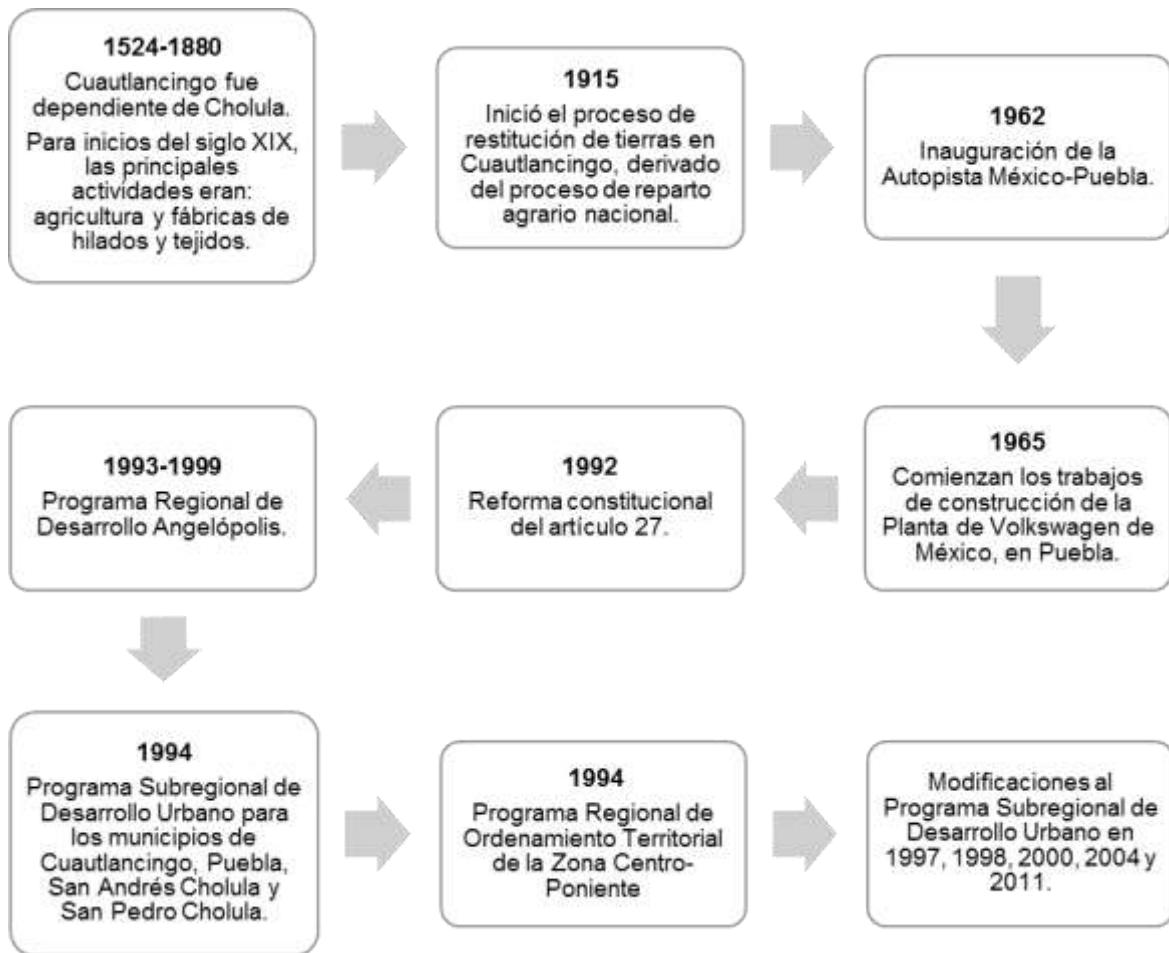 1524-1880
Cuautlancingo fue
dependiente de Cholula.
Para inicios del siglo XIX,
las principales
actividades eran:
agricultura y fábricas de
hilados y tejidos.
1915
Inició el proceso de
restitución de tierras en
Cuautlancingo, derivado
del proceso de reparto
agrario nacional.
1962
Inauguración de la
Autopista México-Puebla.
1965
Comienzan los trabajos
de construcción de la
Planta de Volkswagen de
México, en Puebla.
1992
Reforma constitucional
del artículo 27.
1993-1999
Programa Regional de
Desarrollo Angelópolis.
1994
Programa Subregional de
Desarrollo Urbano para
los municipios de
Cuautlancingo, Puebla,
San Andrés Cholula y
San Pedro Cholula.
1994
Programa Regional de
Ordenamiento Territorial
de la Zona Centro-
Poniente
Modificaciones al
Programa Subregional de
Desarrollo Urbano en
1997, 1998, 2000, 2004 y
2011.